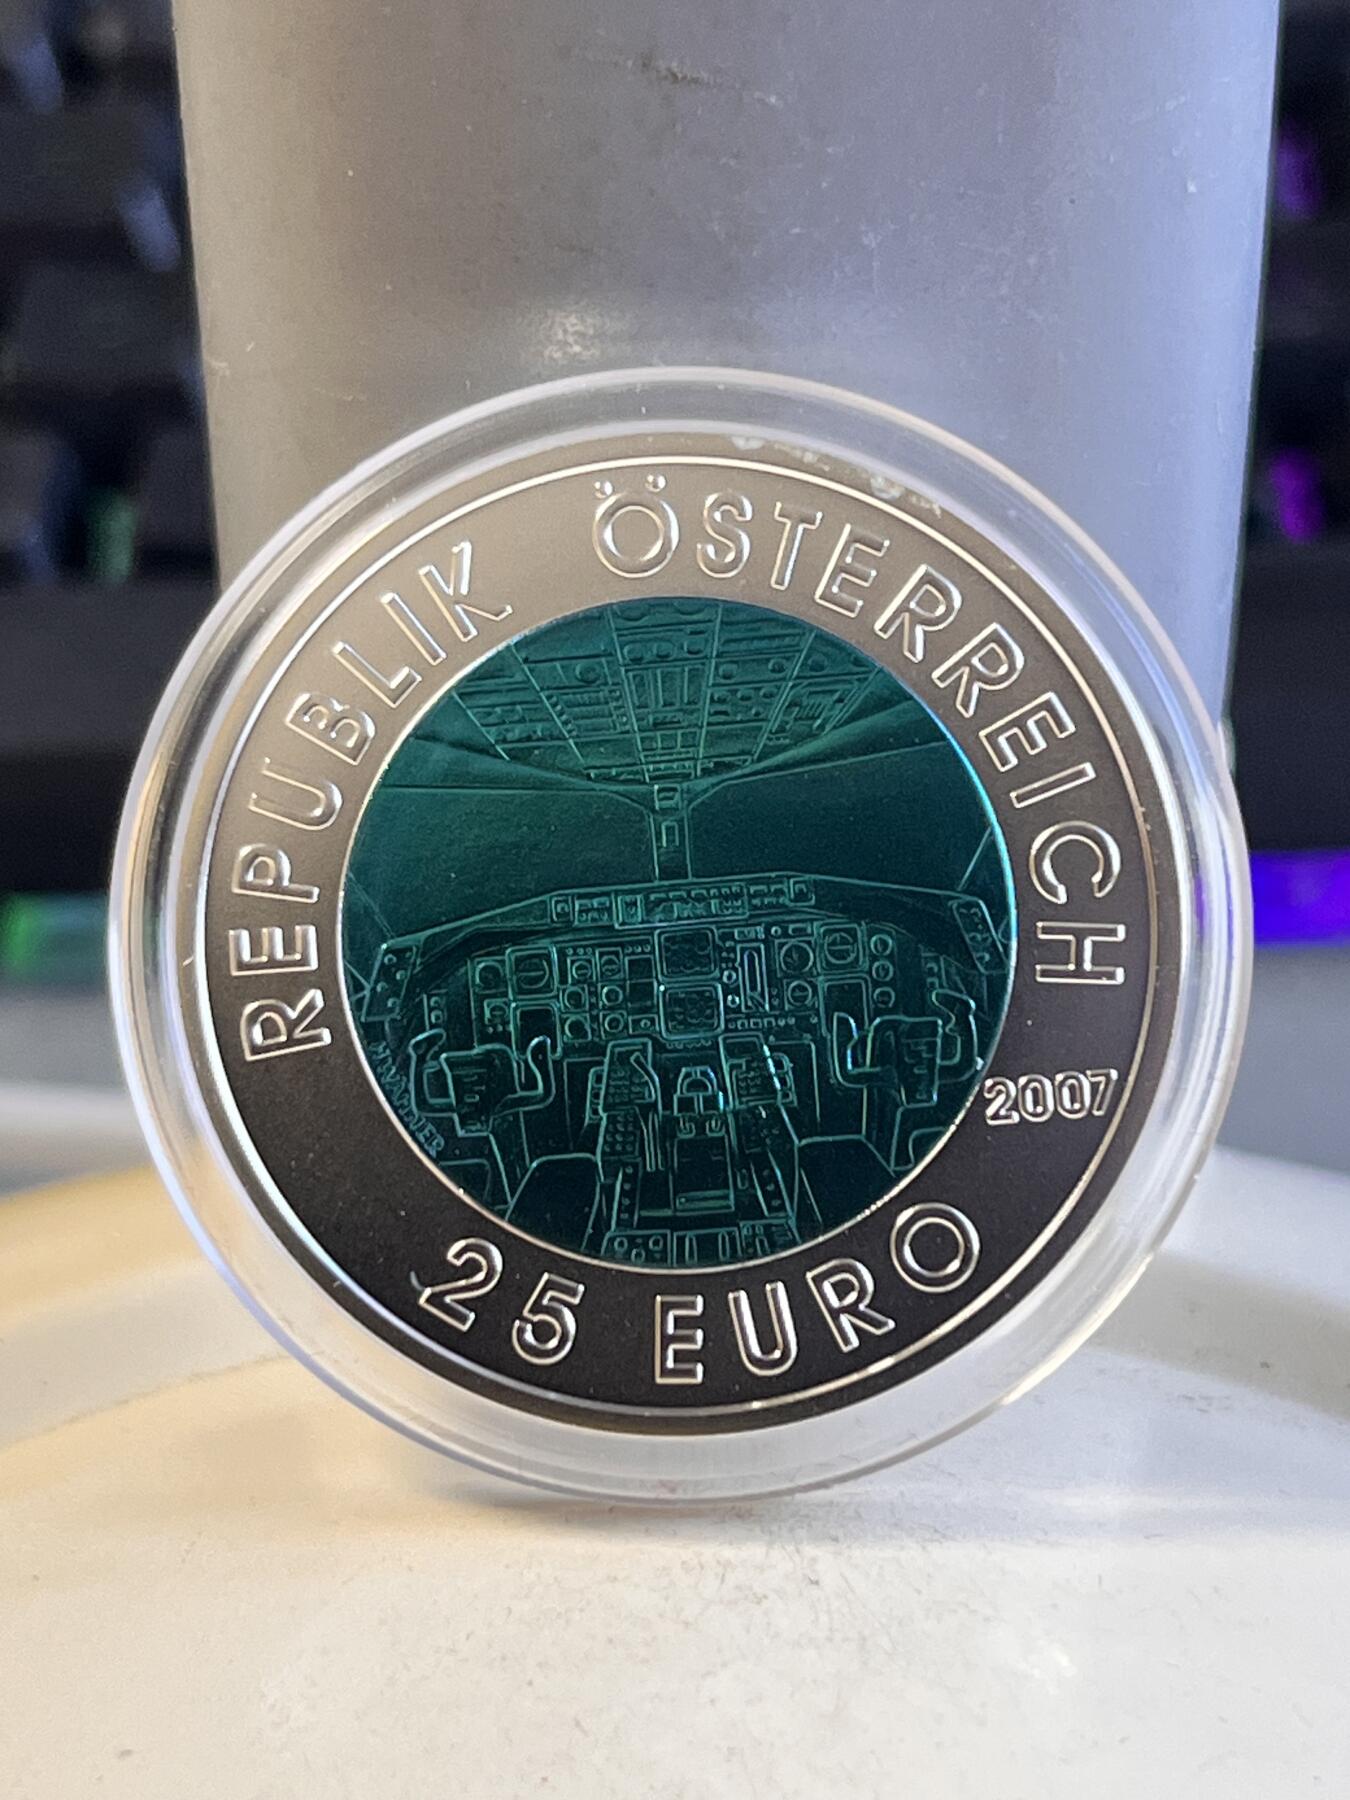 REPUBLIK ÖSTERREICH
2007
25 EURO